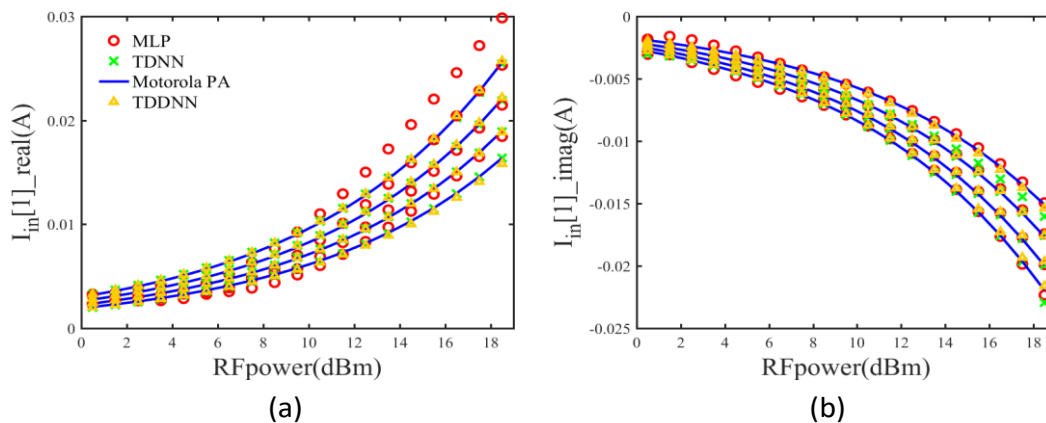 0.03
0.02
0.01
0
I_in[1]_real(A)
MLP
TDNN
Motorola PA
TDDNN
0 2 4 6 8 10 12 14 16 18
RFpower(dBm)
(a)
0
-0.005
-0.01
-0.015
-0.02
-0.025
I_in[1]_imag(A)
0 2 4 6 8 10 12 14 16 18
RFpower(dBm)
(b)